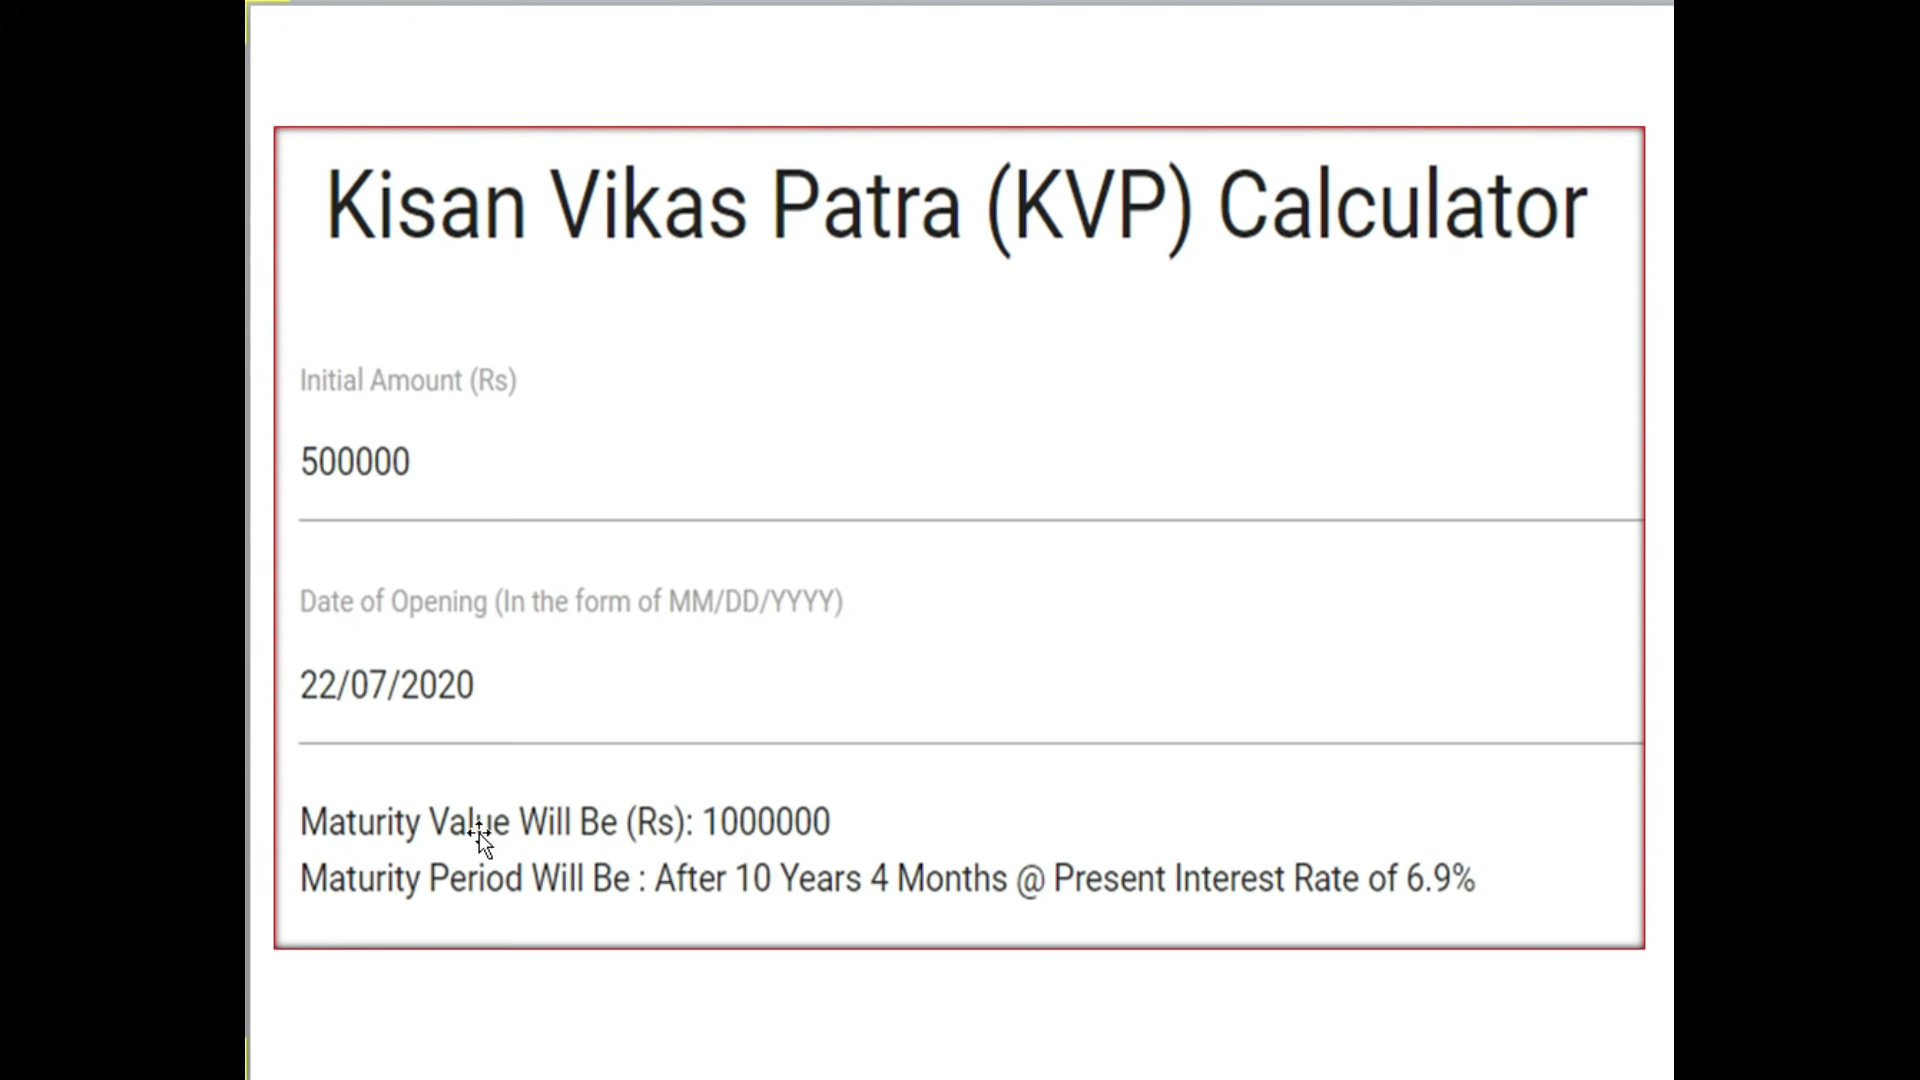 Kisan Vikas Patra (KVP) Calculator
Initial Amount (Rs)
500000
Date of Opening (In the form of MM/DD/YYYY)
22/07/2020
Maturity Value Will Be (Rs): 1000000
Maturity Period Will Be : After 10 Years 4 Months @ Present Interest Rate of 6.9%